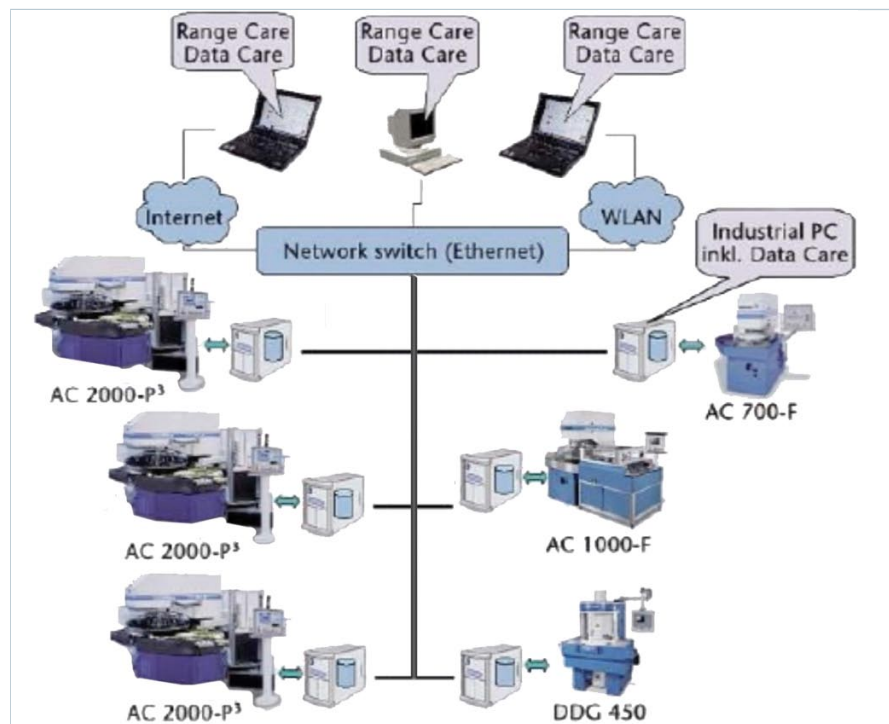 Range Care
Data Care
Range Care
Data Care
Range Care
Data Care
Internet
WLAN
Network switch (Ethernet)
Industrial PC
inkl. Data Care
AC 2000-P³
AC 700-F
AC 2000-P³
AC 1000-F
AC 2000-P³
DDG 450